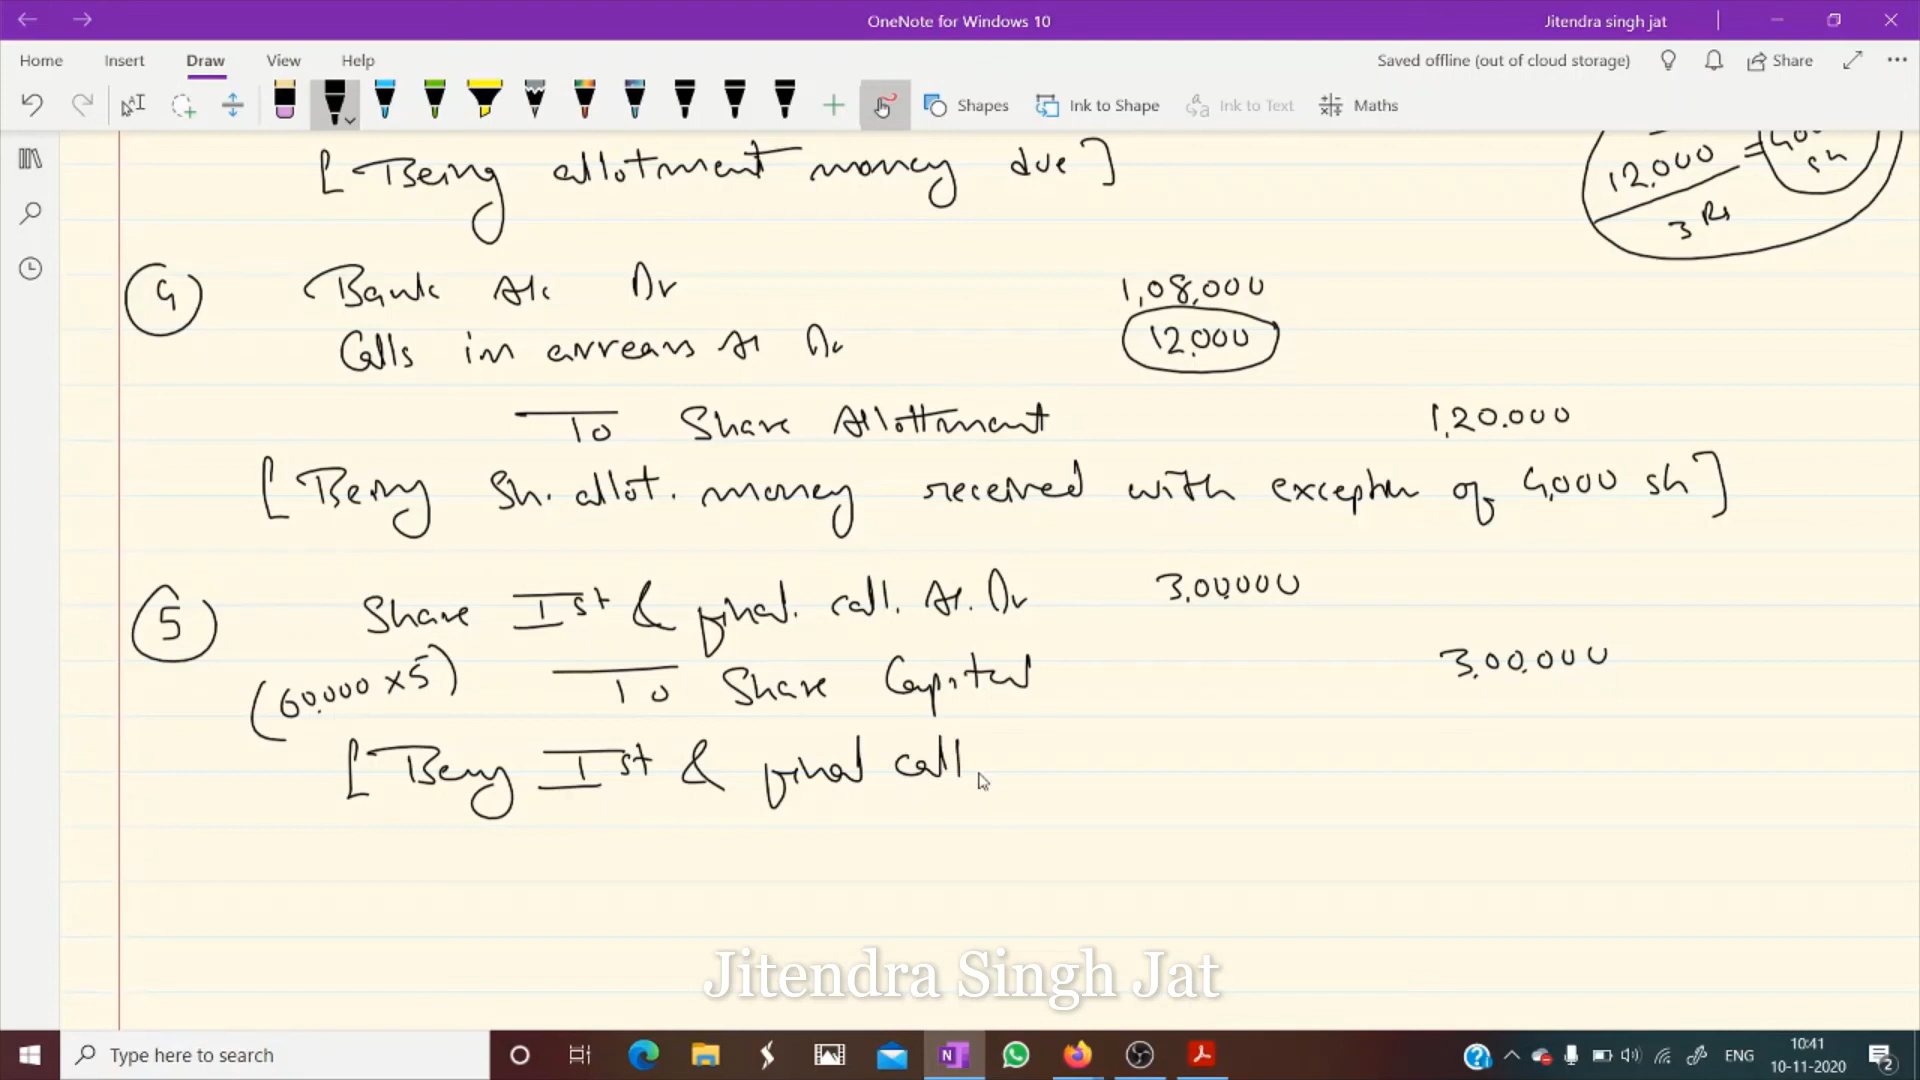 OneNote for Windows 10
Jitendra singh jat
Home Insert Draw View Help
Saved offline (out of cloud storage)
Share
Shapes
Ink to Shape
Ink to Text
Maths
[Being allotment money due]
12,000 =
sh
3 Rs
4 Bank A/c Dr 1,08,000
Calls in arrears A/c Dr 12,000
To Share Allottment 1,20,000
[Being Sh. allot. money received with exception of 4,000 sh]
5 Share Ist & final. call. A/c. Dr 3,00,000
(60,000 x 5) To Share Capital 3,00,000
[Being Ist & final call
Jitendra Singh Jat
Type here to search
ENG
10:41
10-11-2020
2